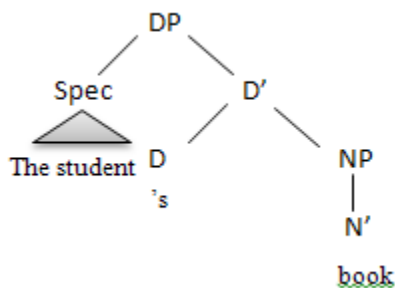 DP
Spec D′
The student D NP
's
N′
book